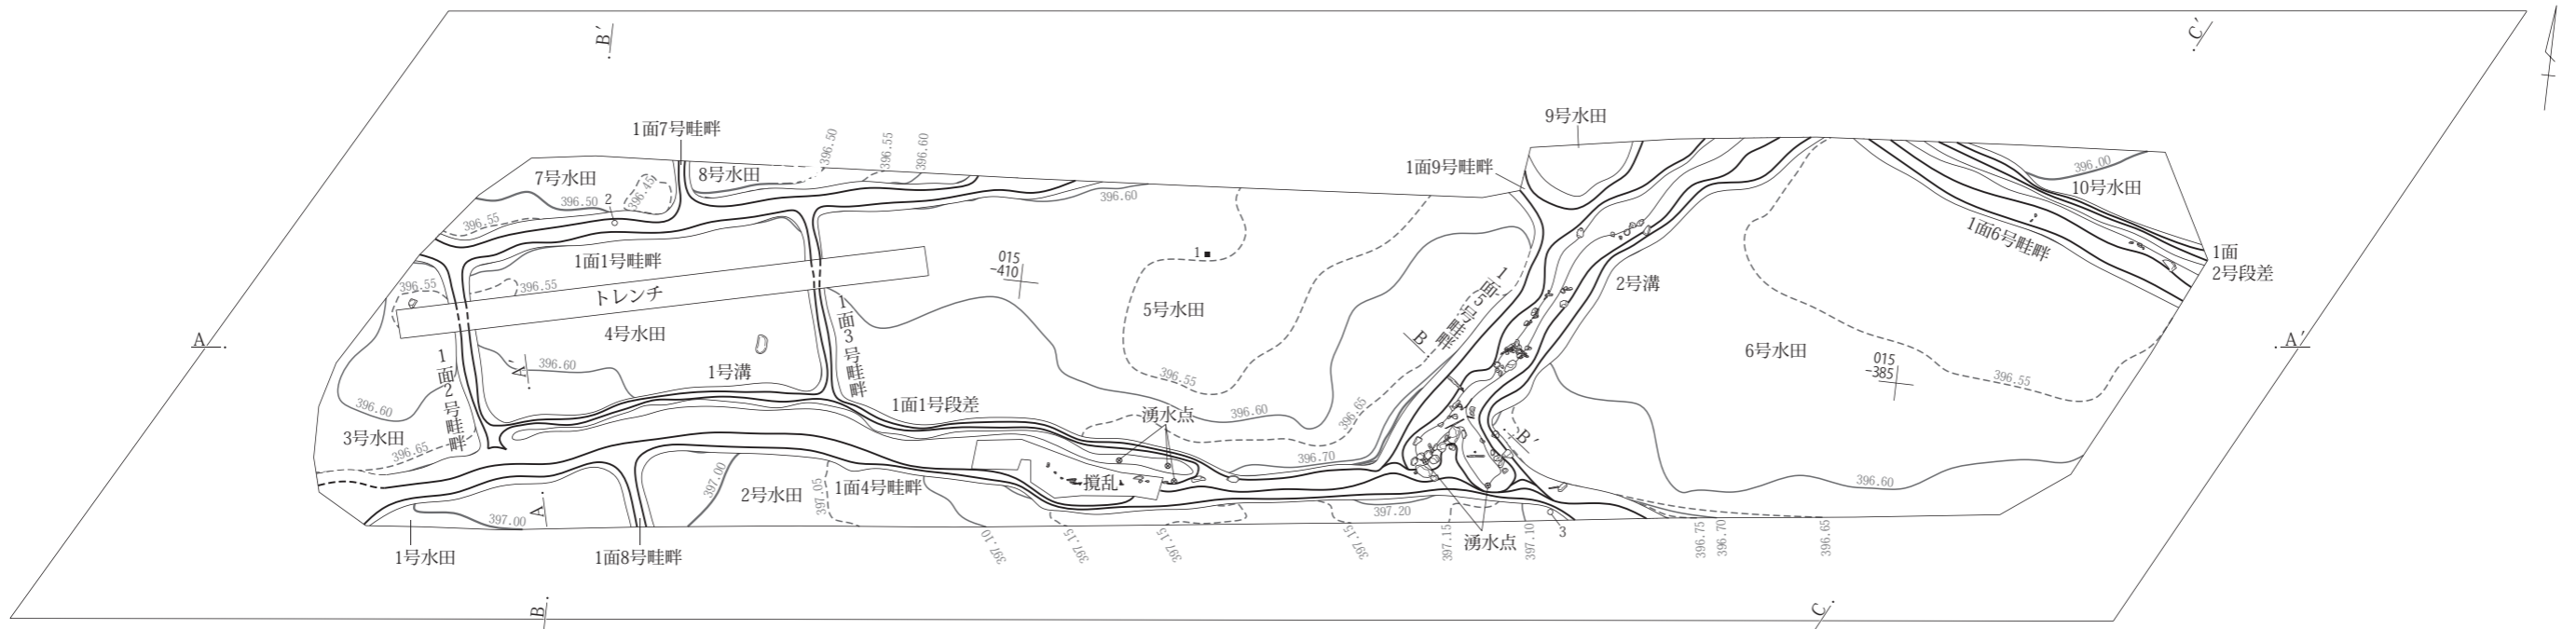 B′
C′
9号水田
1面7号畦畔
396.50
396.55
396.60
7号水田
8号水田
1面9号畦畔
396.00
10号水田
396.45
396.50
2
396.55
396.60
1面6号畦畔
1面
2号段差
1面1号畦畔
1
015
-410
396.55
396.55
トレンチ
2号溝
5号水田
1面5号畦畔
1面3号畦畔
4号水田
A
A′
B
6号水田
015
-385
1面2号畦畔
A′
396.60
1号溝
396.55
396.55
396.60
1面1号段差
湧水点
396.60
396.65
3号水田
396.65
B′
396.70
撹乱
396.60
397.00
2号水田
397.05
1面4号畦畔
A
397.00
397.20
3
397.10
397.15
397.15
397.15
397.15
湧水点
397.10
396.75
396.70
396.65
1号水田
1面8号畦畔
B
C